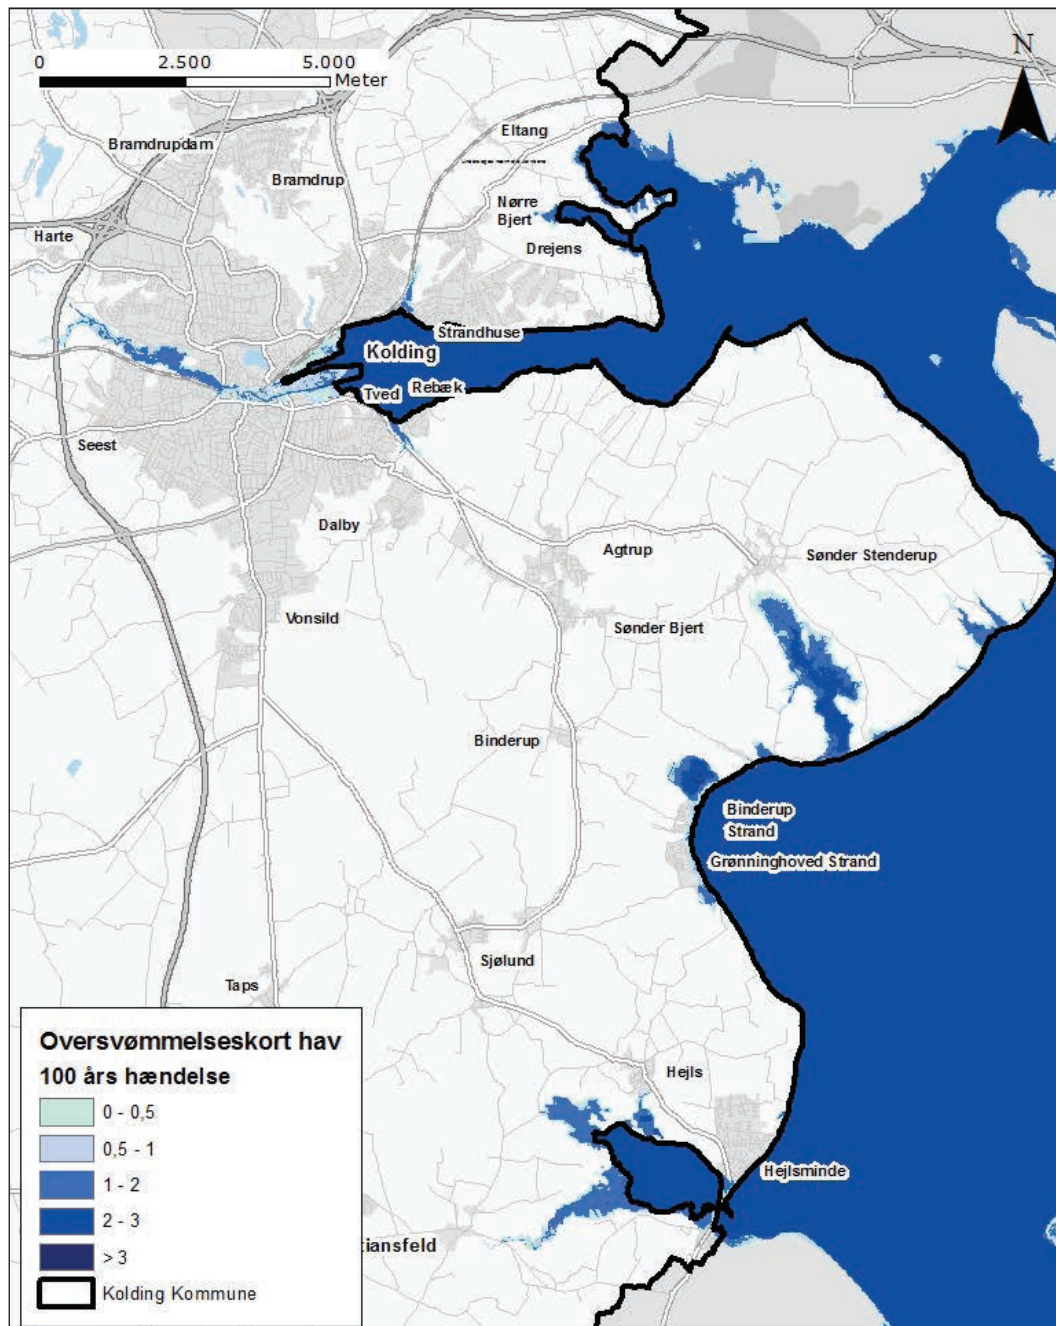 0 2.500 5.000
Meter
N
Eltang
Bramdrupdam
Bramdrup
Nørre
Bjert
Harte
Drejens
Strandhuse
Kolding
Tved
Rebæk
Seest
Dalby
Agtrup
Sønder Stenderup
Vonsild
Sønder Bjert
Binderup
Binderup
Strand
Grønninghoved Strand
Sjølund
Taps
Hejls
Hejlsminde
tiansfeld
Oversvømmelseskort hav
100 års hændelse
0 - 0,5
0,5 - 1
1 - 2
2 - 3
> 3
Kolding Kommune